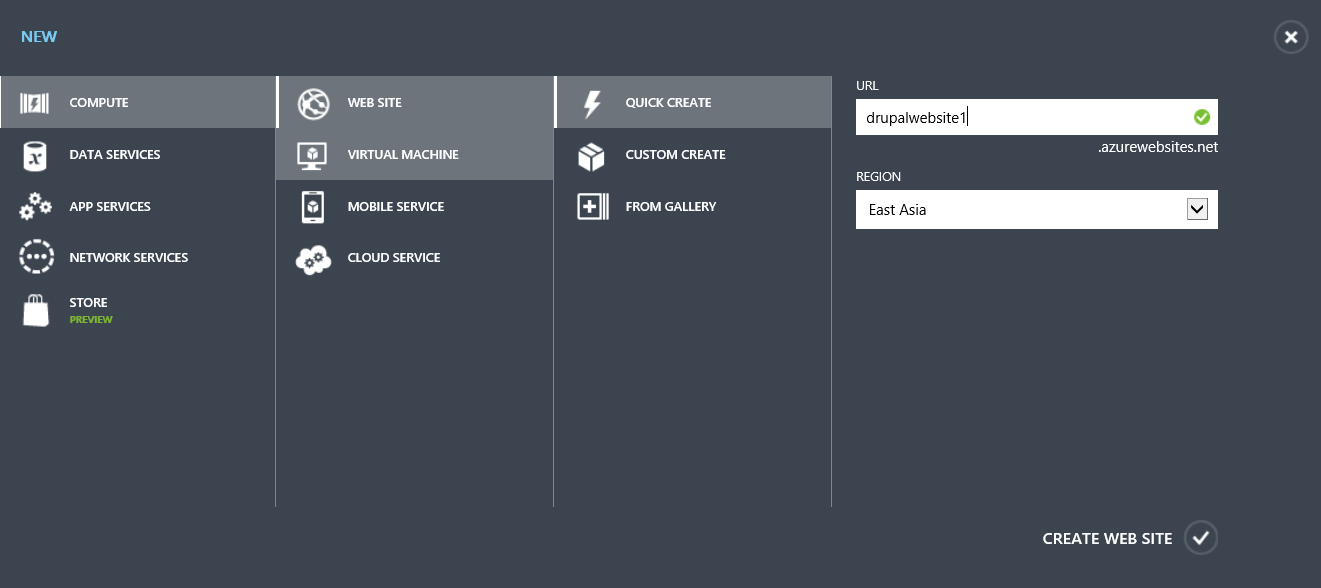 NEW
COMPUTE
DATA SERVICES
APP SERVICES
NETWORK SERVICES
STORE
PREVIEW
WEB SITE
VIRTUAL MACHINE
MOBILE SERVICE
CLOUD SERVICE
QUICK CREATE
CUSTOM CREATE
FROM GALLERY
URL
drupalwebsite1
.azurewebsites.net
REGION
East Asia
CREATE WEB SITE